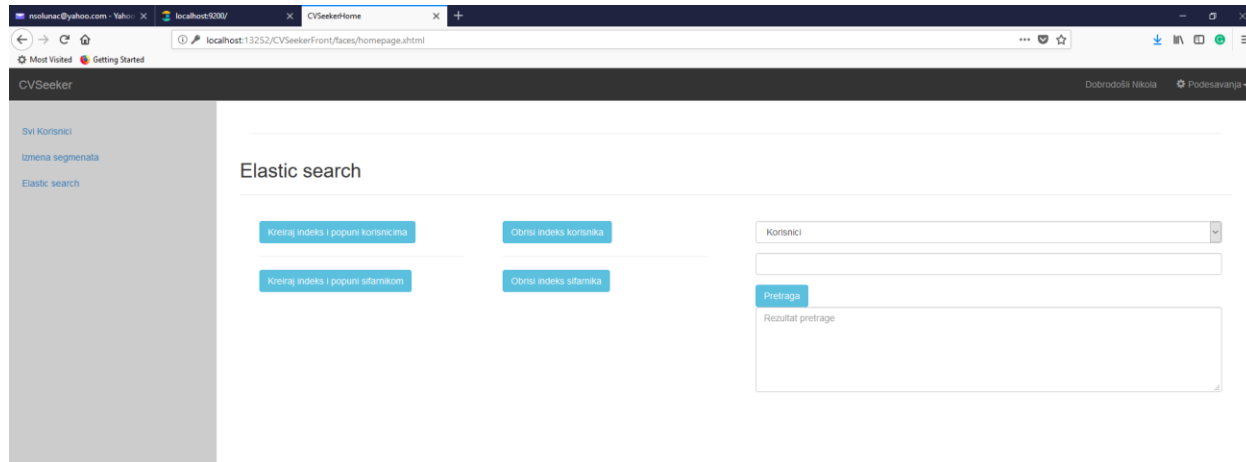 nsolunac@yahoo.com - Yahoo
localhost:9200/
CVSeekerHome
localhost:13252/CVSeekerFront/faces/homepage.xhtml
Most Visited
Getting Started
CVSeeker
Dobrodošli Nikola
Podesavanja
Svi Korisnici
Izmena segmenata
Elastic search
Elastic search
Kreiraj indeks i popuni korisnicima
Obrisi indeks korisnika
Korisnici
Kreiraj indeks i popuni sifarnikom
Obrisi indeks sifarnika
Pretraga
Rezultat pretrage